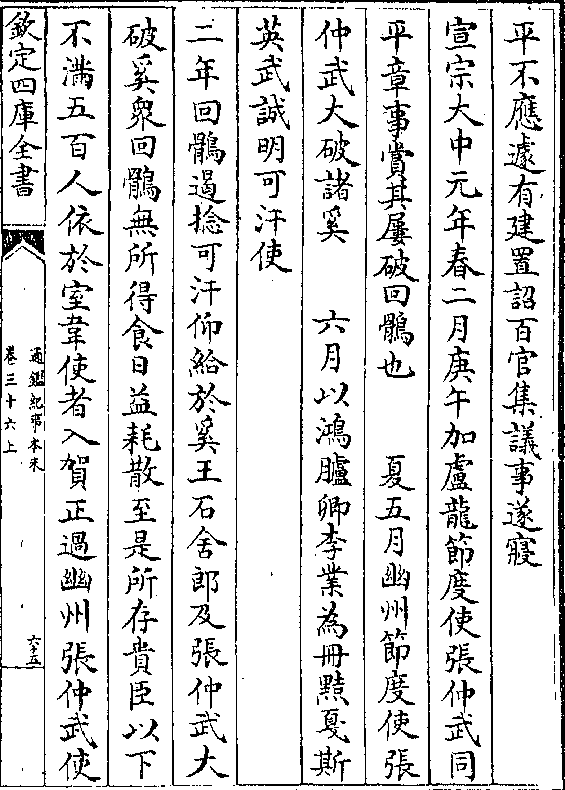 平不應遽有建置詔百官集議事遂寢
宣宗大中元年春二月庚午加盧龍節度使張仲武同
平章事賞其屢破回鶻也　夏五月幽州節度使張
仲武大破諸奚　六月以鴻臚卿李業為冊黠戛斯
英武誠明可汗使
二年回鶻遏捻可汗仰給於奚王石舍郎及張仲武大
破奚衆回鶻無所得食日益耗散至是所存貴臣以下
不滿五百人依於室韋使者入賀正過幽州張仲武使
欽定四庫全書
通鑑紀事本末
卷三十六上
六十五